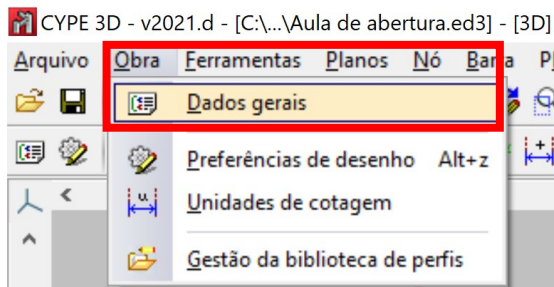 CYPE 3D - v2021.d - [C:\...\Aula de abertura.ed3] - [3D]
Arquivo Obra Ferramentas Planos Nó Barra
Dados gerais
Preferências de desenho Alt+z
Unidades de cotagem
Gestão da biblioteca de perfis